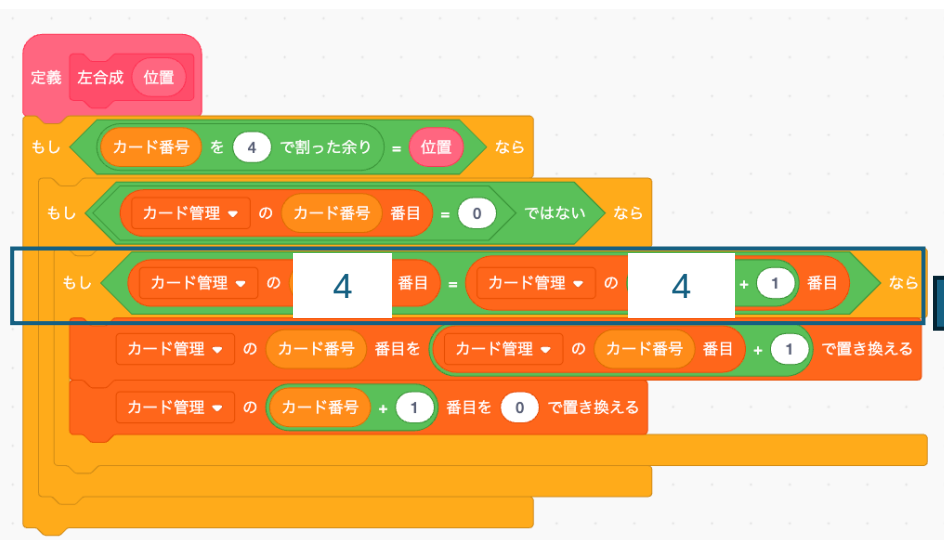 定義 左合成 位置
もし カード番号 を 4 で割った余り = 位置 なら
もし カード管理 の カード番号 番目 = 0 ではない なら
もし カード管理 の 4 番目 = カード管理 の 4 + 1 番目 なら
カード管理 の カード番号 番目を カード管理 の カード番号 番目 + 1 で置き換える
カード管理 の カード番号 + 1 番目を 0 で置き換える